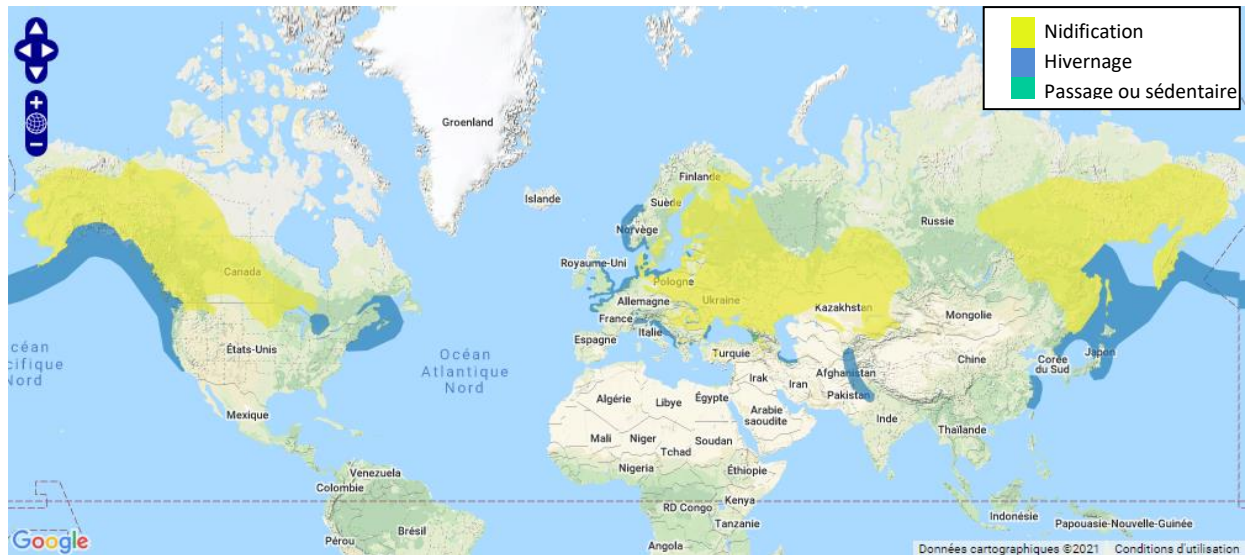 Nidification
Hivernage
Passage ou sédentaire
Groenland
Finlande
Islande
Suède
Russie
Norvège
Royaume-Uni
Canada
Pologne
Allemagne
Ukraine
Kazakhstan
France
Mongolie
Italie
États-Unis
céan
cifique
Nord
Océan
Atlantique
Nord
Espagne
Turquie
Chine
Corée
du Sud
Japon
Afghanistan
Irak
Iran
Algérie
Libye
Égypte
Pakistan
Mexique
Arabie
saoudite
Inde
Mali
Niger
Soudan
Tchad
Thaïlande
Venezuela
Nigeria
Éthiopie
Colombie
Kenya
RD Congo
Indonésie
Papouasie-Nouvelle-Guinée
Tanzanie
Brésil
Pérou
Angola
Google
Données cartographiques ©2021 Conditions d'utilisation